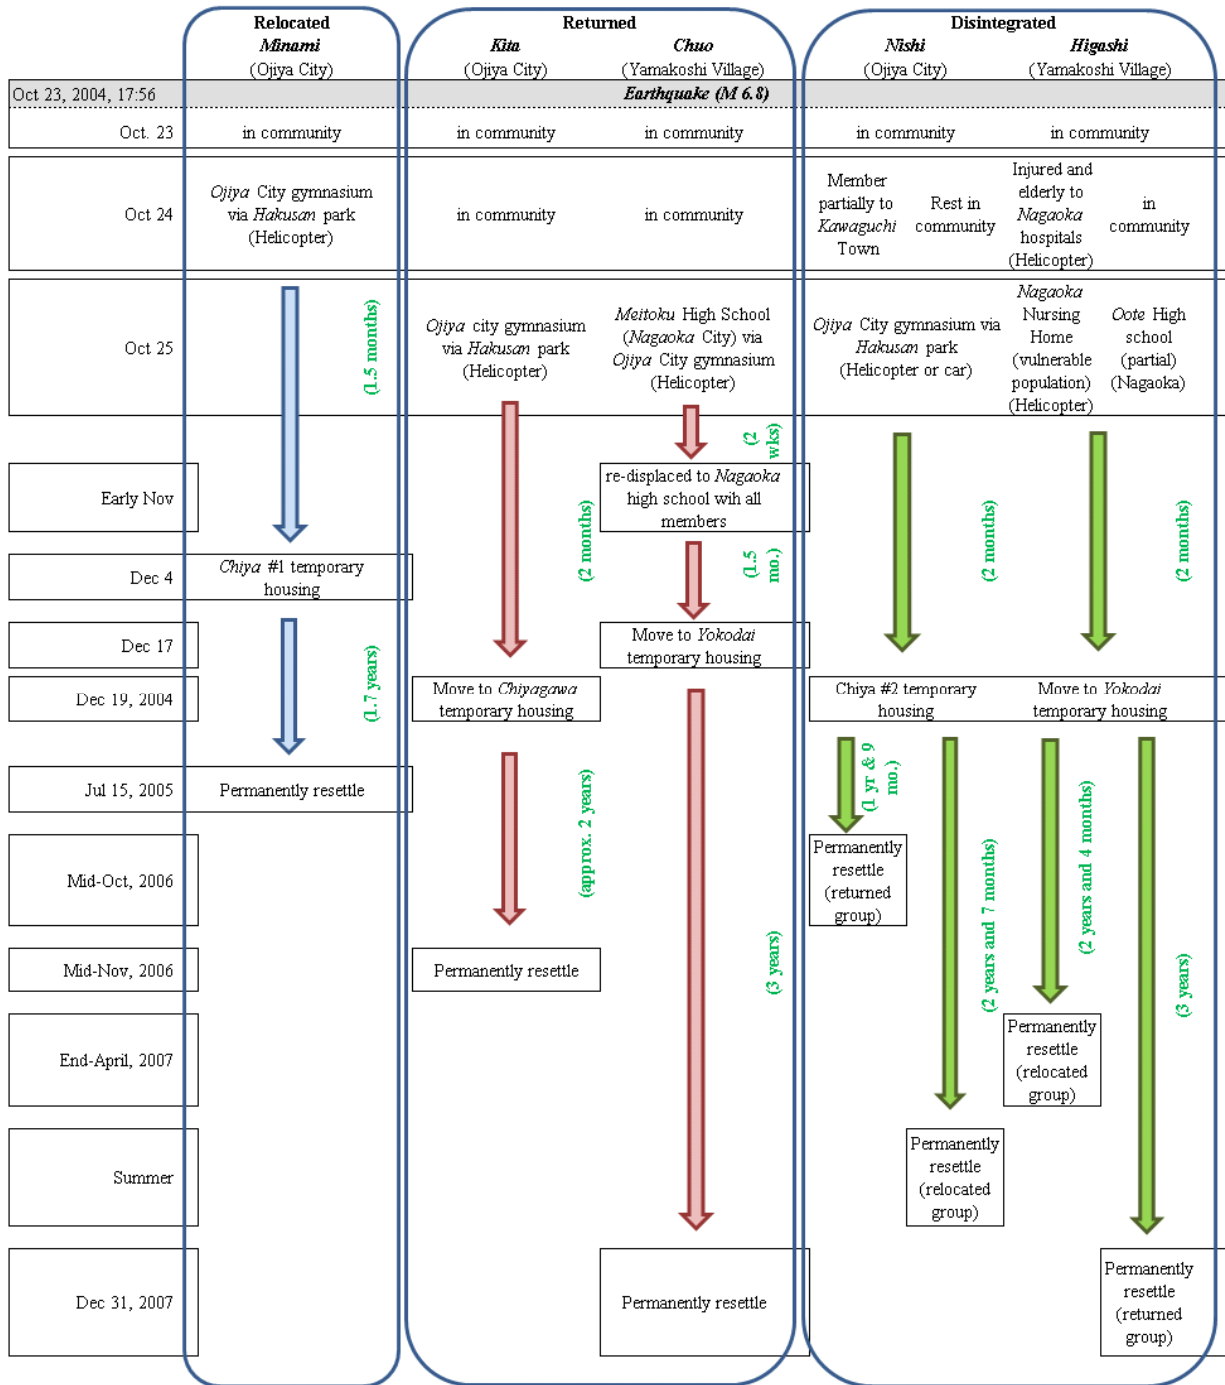 Relocated
Minami
(Ojiya City)
Returned
Kita
(Ojiya City)
Chuo
(Yamakoshi Village)
Disintegrated
Nishi
(Ojiya City)
Higashi
(Yamakoshi Village)
Oct 23, 2004, 17:56
Earthquake (M 6.8)
Oct. 23
in community
in community
in community
in community
in community
Oct 24
Ojiya City gymnasium
via Hakusan park
(Helicopter)
in community
in community
Member
partially to
Kawaguchi
Town
Rest in
community
Injured and
elderly to
Nagaoka
hospitals
(Helicopter)
in
community
Oct 25
(1.5 months)
Ojiya city gymnasium
via Hakusan park
(Helicopter)
Meitoku High School
(Nagaoka City) via
Ojiya City gymnasium
(Helicopter)
Ojiya City gymnasium via
Hakusan park
(Helicopter or car)
Nagaoka
Nursing
Home
(vulnerable
population)
(Helicopter)
Oote High
school
(partial)
(Nagaoka)
(2
wks)
Early Nov
re-displaced to Nagaoka
high school wih all
members
(2 months)
(1.5
mo.)
(2 months)
(2 months)
Dec 4
Chiya #1 temporary
housing
Dec 17
Move to Yokodai
temporary housing
(1.7 years)
Dec 19, 2004
Move to Chiyagawa
temporary housing
Chiya #2 temporary
housing
Move to Yokodai
temporary housing
Jul 15, 2005
Permanently resettle
(approx. 2 years)
(1 yr & 9
mo.)
Mid-Oct, 2006
Permanently
resettle
(returned
group)
(2 years and 7 months)
(2 years and 4 months)
Mid-Nov, 2006
Permanently resettle
(3 years)
(3 years)
End-April, 2007
Permanently
resettle
(relocated
group)
Summer
Permanently
resettle
(relocated
group)
Dec 31, 2007
Permanently resettle
Permanently
resettle
(returned
group)